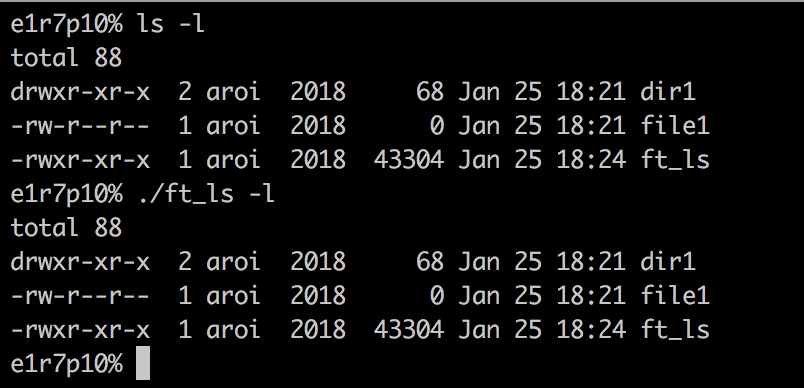 e1r7p10% ls -l
total 88
drwxr-xr-x  2 aroi  2018     68 Jan 25 18:21 dir1
-rw-r--r--  1 aroi  2018      0 Jan 25 18:21 file1
-rwxr-xr-x  1 aroi  2018  43304 Jan 25 18:24 ft_ls
e1r7p10% ./ft_ls -l
total 88
drwxr-xr-x  2 aroi  2018     68 Jan 25 18:21 dir1
-rw-r--r--  1 aroi  2018      0 Jan 25 18:21 file1
-rwxr-xr-x  1 aroi  2018  43304 Jan 25 18:24 ft_ls
e1r7p10%